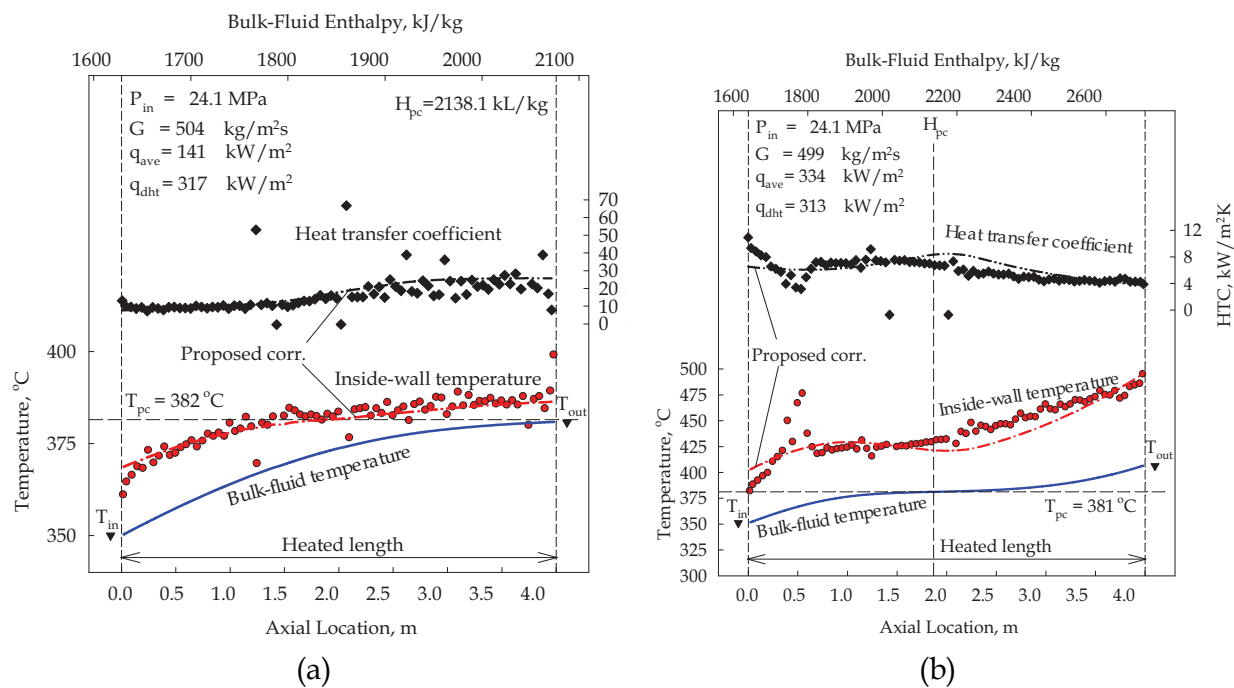 Bulk-Fluid Enthalpy, kJ/kg
1600 1700 1800 1900 2000 2100
P_in = 24.1 MPa
H_pc=2138.1 kL/kg
G = 504 kg/m²s
q_ave = 141 kW/m²
q_dht = 317 kW/m²
70
60
50
40
30
20
10
0
Heat transfer coefficient
Proposed corr.
Inside-wall temperature
T_pc = 382 °C
T_out
Bulk-fluid temperature
T_in
Heated length
400
375
350
Temperature, °C
0.0 0.5 1.0 1.5 2.0 2.5 3.0 3.5 4.0
Axial Location, m
(a)
Bulk-Fluid Enthalpy, kJ/kg
1600 1800 2000 2200 2400 2600
H_pc
P_in = 24.1 MPa
G = 499 kg/m²s
q_ave = 334 kW/m²
q_dht = 313 kW/m²
12
8
4
0
HTC, kW/m²K
Heat transfer coefficient
Proposed corr.
Inside-wall temperature
T_out
T_in
T_pc = 381 °C
Bulk-fluid temperature
Heated length
500
475
450
425
400
375
350
325
300
Temperature, °C
0.0 0.5 1.0 1.5 2.0 2.5 3.0 3.5 4.0
Axial Location, m
(b)